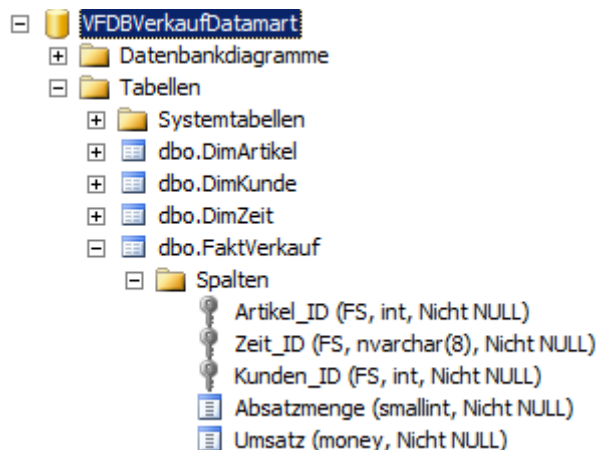 VFDBVerkaufDatamart
Datenbankdiagramme
Tabellen
Systemtabellen
dbo.DimArtikel
dbo.DimKunde
dbo.DimZeit
dbo.FaktVerkauf
Spalten
Artikel_ID (FS, int, Nicht NULL)
Zeit_ID (FS, nvarchar(8), Nicht NULL)
Kunden_ID (FS, int, Nicht NULL)
Absatzmenge (smallint, Nicht NULL)
Umsatz (money, Nicht NULL)